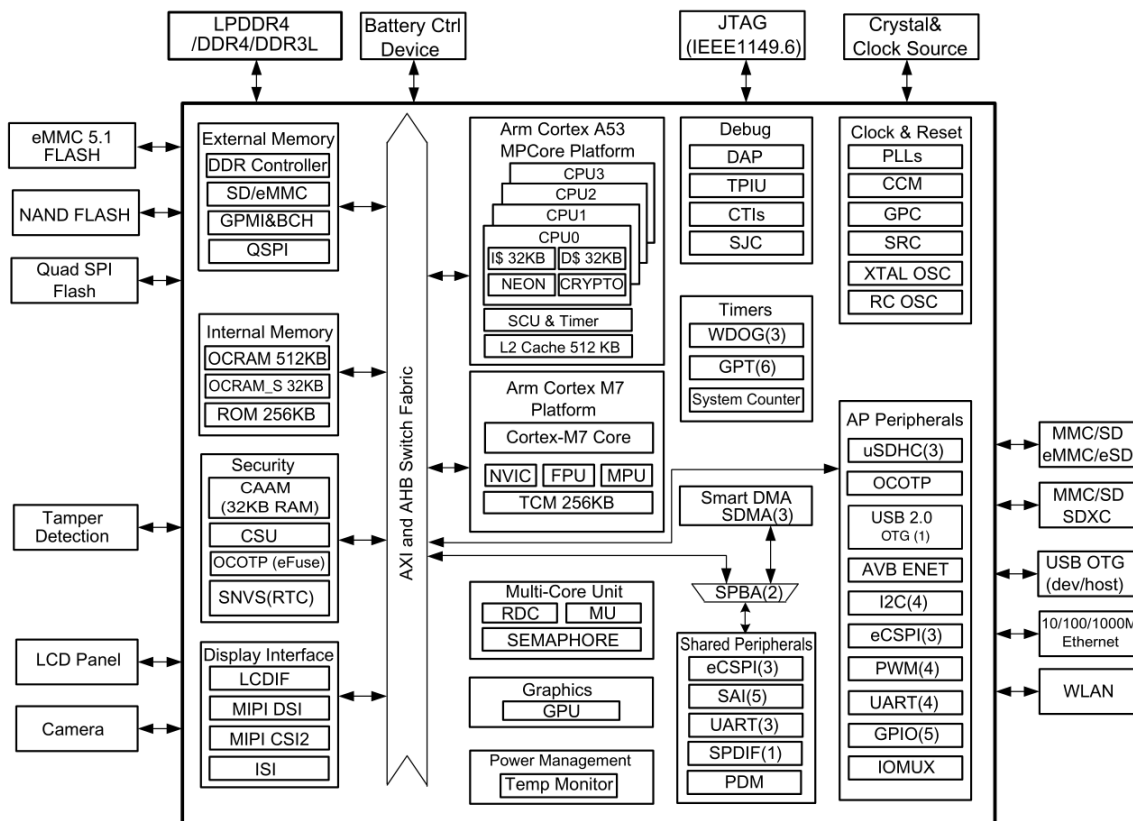 LPDDR4
/DDR4/DDR3L
Battery Ctrl
Device
JTAG
(IEEE1149.6)
Crystal&
Clock Source
eMMC 5.1
FLASH
NAND FLASH
Quad SPI
Flash
Tamper
Detection
LCD Panel
Camera
External Memory
DDR Controller
SD/eMMC
GPMI&BCH
QSPI
Internal Memory
OCRAM 512KB
OCRAM_S 32KB
ROM 256KB
Security
CAAM
(32KB RAM)
CSU
OCOTP (eFuse)
SNVS(RTC)
Display Interface
LCDIF
MIPI DSI
MIPI CSI2
ISI
AXI and AHB Switch Fabric
Arm Cortex A53
MPCore Platform
CPU3
CPU2
CPU1
CPU0
I$ 32KB
D$ 32KB
NEON
CRYPTO
SCU & Timer
L2 Cache 512 KB
Arm Cortex M7
Platform
Cortex-M7 Core
NVIC
FPU
MPU
TCM 256KB
Multi-Core Unit
RDC
MU
SEMAPHORE
Graphics
GPU
Power Management
Temp Monitor
Debug
DAP
TPIU
CTIs
SJC
Timers
WDOG(3)
GPT(6)
System Counter
Smart DMA
SDMA(3)
SPBA(2)
Shared Peripherals
eCSPI(3)
SAI(5)
UART(3)
SPDIF(1)
PDM
Clock & Reset
PLLs
CCM
GPC
SRC
XTAL OSC
RC OSC
AP Peripherals
uSDHC(3)
OCOTP
USB 2.0
OTG (1)
AVB ENET
I2C(4)
eCSPI(3)
PWM(4)
UART(4)
GPIO(5)
IOMUX
MMC/SD
eMMC/eSD
MMC/SD
SDXC
USB OTG
(dev/host)
10/100/1000M
Ethernet
WLAN